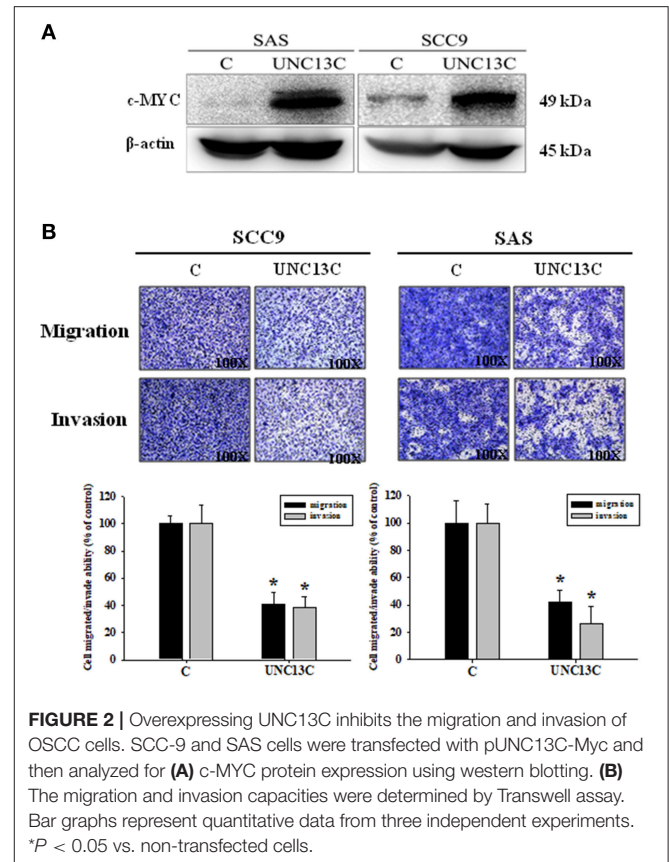 A
SAS SCC9
C UNC13C C UNC13C
c-MYC 49 kDa
β-actin 45 kDa
B
SCC9 SAS
C UNC13C C UNC13C
Migration 100X 100X 100X 100X
Invasion 100X 100X 100X 100X
Cell migrated/invade ability (% of control)
120
100
80
60
40
20
0
migration
invasion
* *
C UNC13C
Cell migrated/invade ability (% of control)
120
100
80
60
40
20
0
migration
invasion
* *
C UNC13C
FIGURE 2 | Overexpressing UNC13C inhibits the migration and invasion of
OSCC cells. SCC-9 and SAS cells were transfected with pUNC13C-Myc and
then analyzed for (A) c-MYC protein expression using western blotting. (B)
The migration and invasion capacities were determined by Transwell assay.
Bar graphs represent quantitative data from three independent experiments.
*P < 0.05 vs. non-transfected cells.